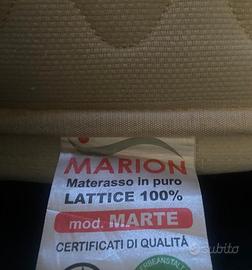 MARION
Materasso in puro
LATTICE 100%
mod. MARTE
CERTIFICATI DI QUALITÀ
subito